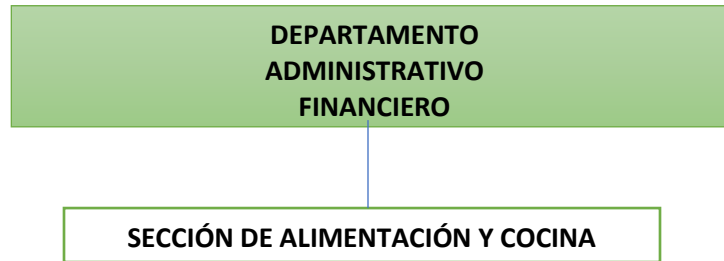 DEPARTAMENTO
ADMINISTRATIVO
FINANCIERO
SECCIÓN DE ALIMENTACIÓN Y COCINA